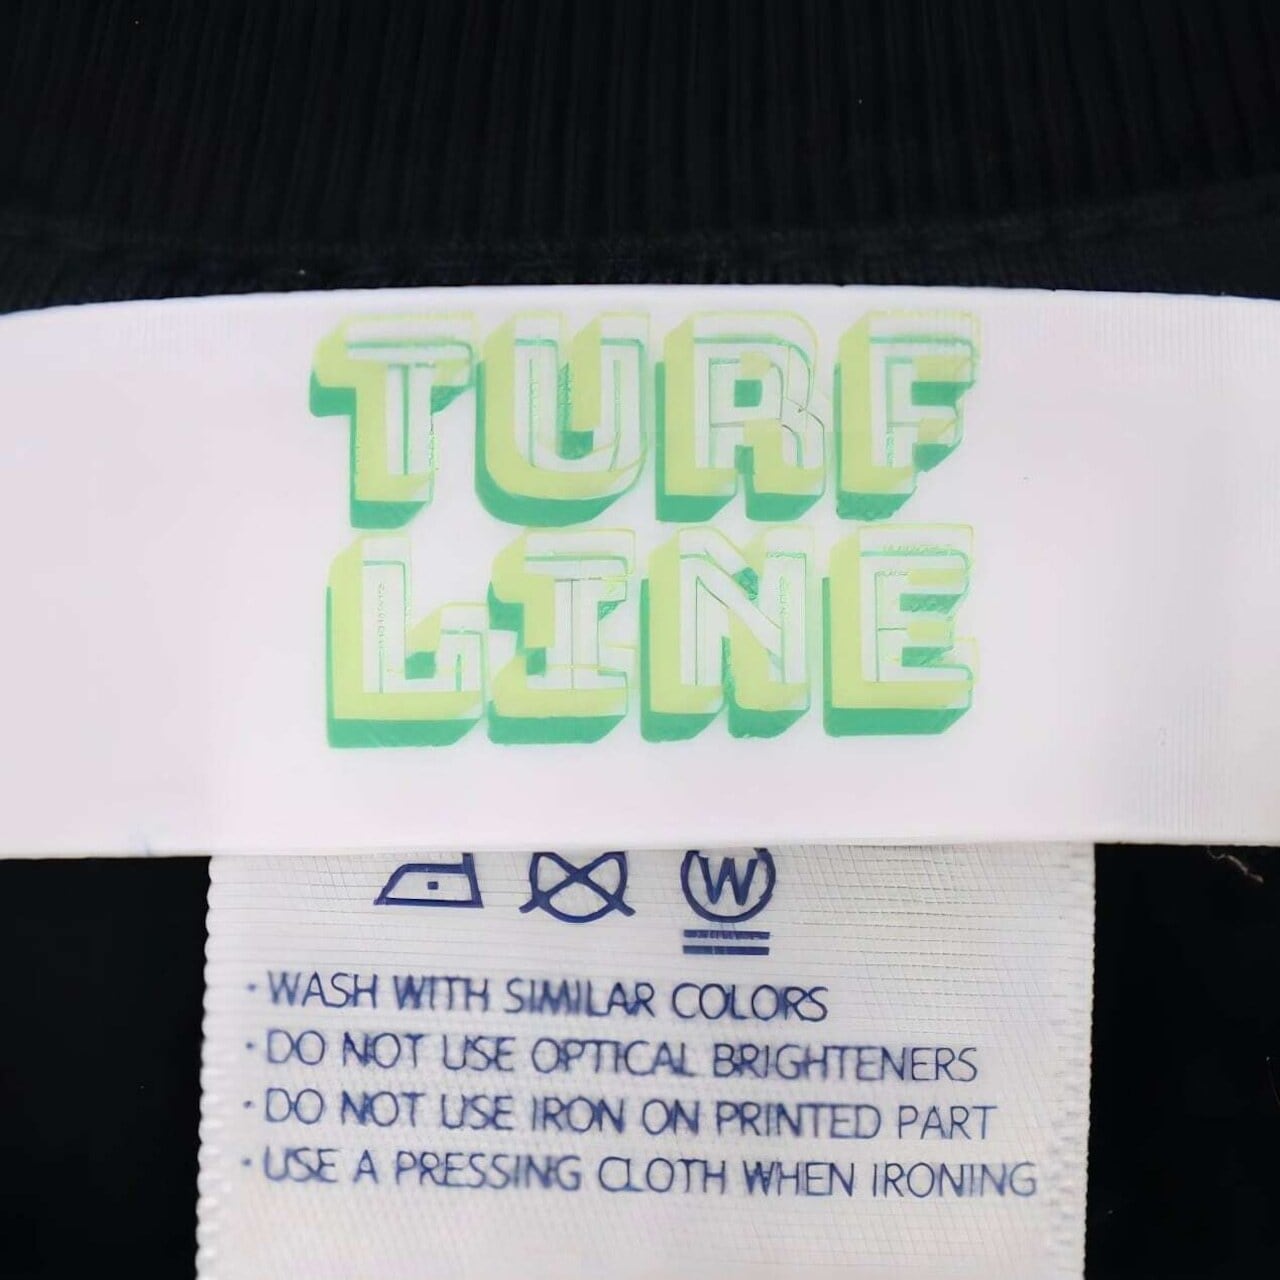 TURF
LINE
W
· WASH WITH SIMILAR COLORS
· DO NOT USE OPTICAL BRIGHTENERS
· DO NOT USE IRON ON PRINTED PART
· USE A PRESSING CLOTH WHEN IRONING